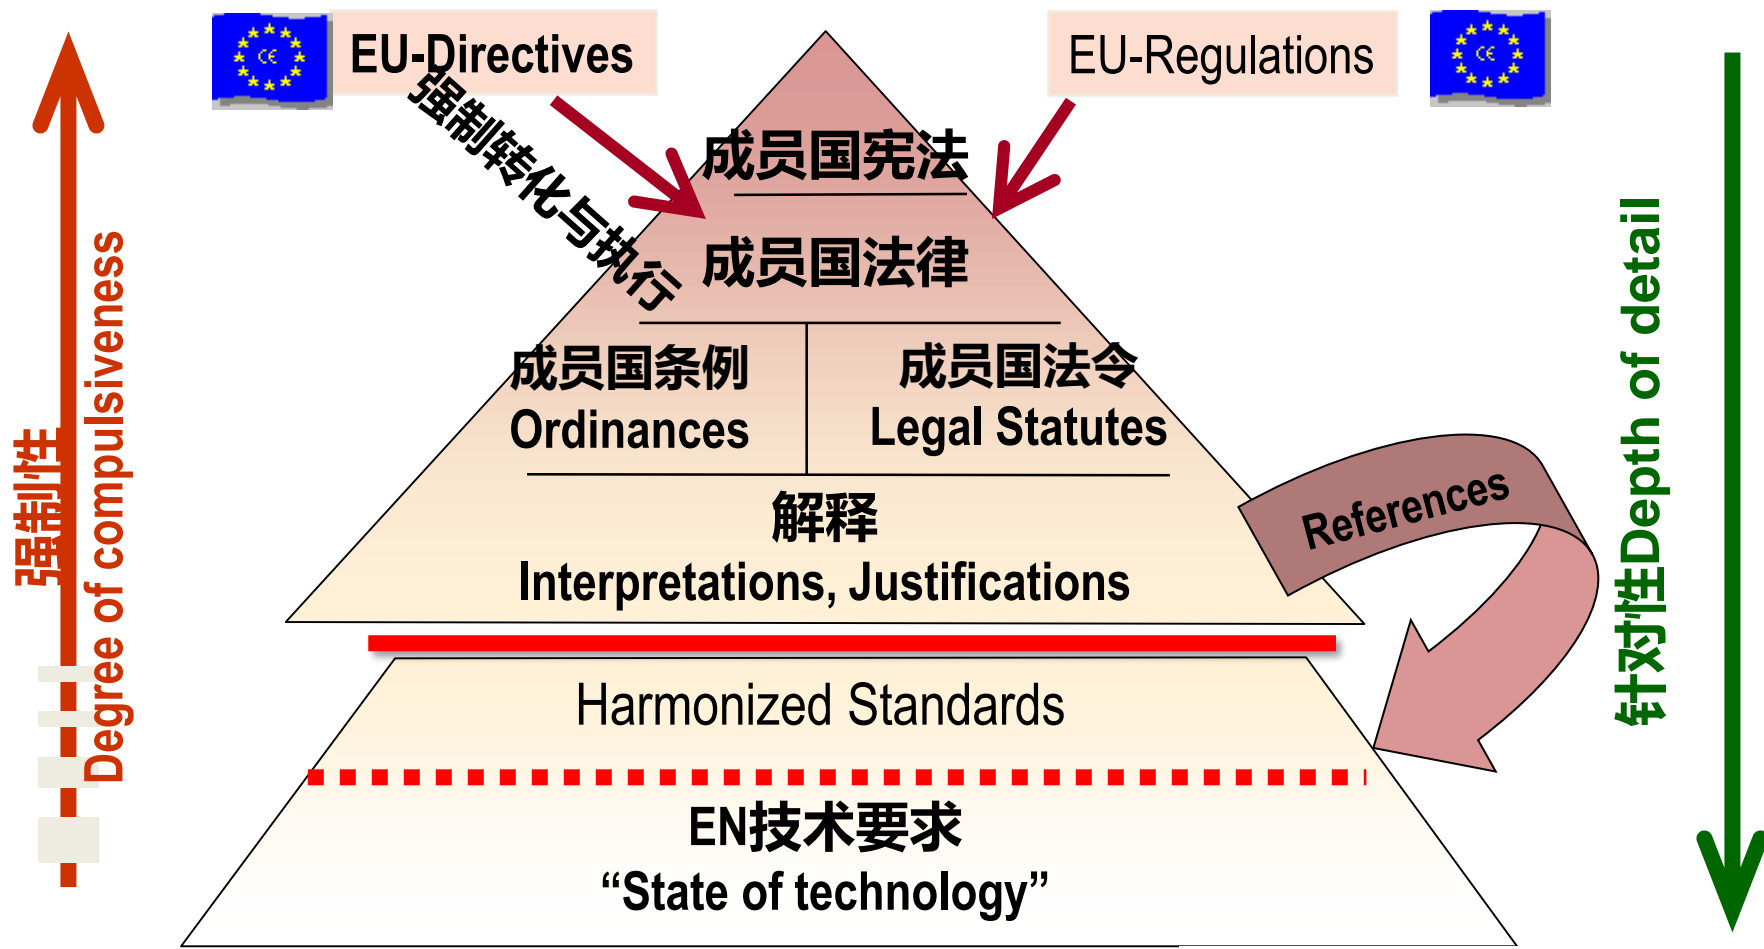 EU-Directives
EU-Regulations
CE
CE
强制转化与执行
成员国宪法
成员国法律
成员国条例
Ordinances
成员国法令
Legal Statutes
解释
Interpretations, Justifications
References
Harmonized Standards
EN技术要求
“State of technology”
强制性
Degree of compulsiveness
针对性Depth of detail